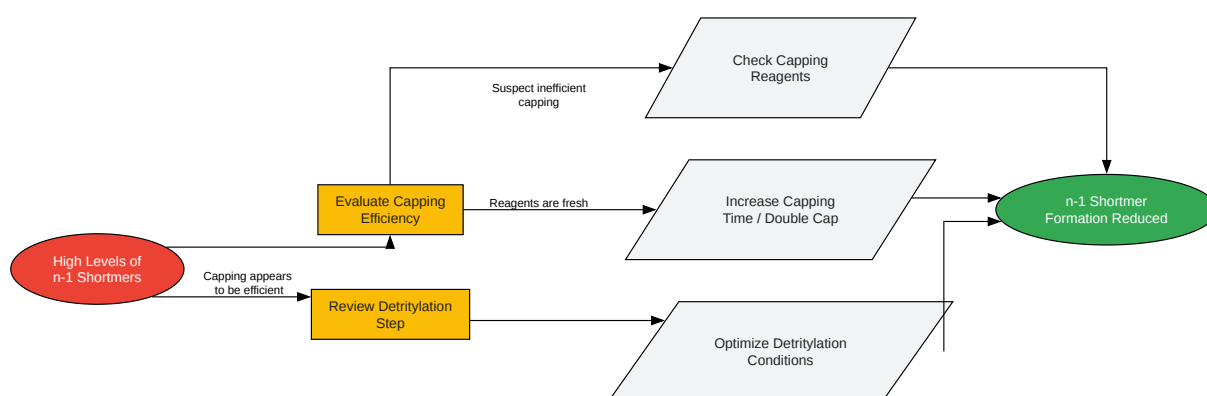 Check Capping
Reagents
Suspect inefficient
capping
Evaluate Capping
Efficiency
Reagents are fresh
Increase Capping
Time / Double Cap
n-1 Shortmer
Formation Reduced
High Levels of
n-1 Shortmers
Capping appears
to be efficient
Review Detritylation
Step
Optimize Detritylation
Conditions